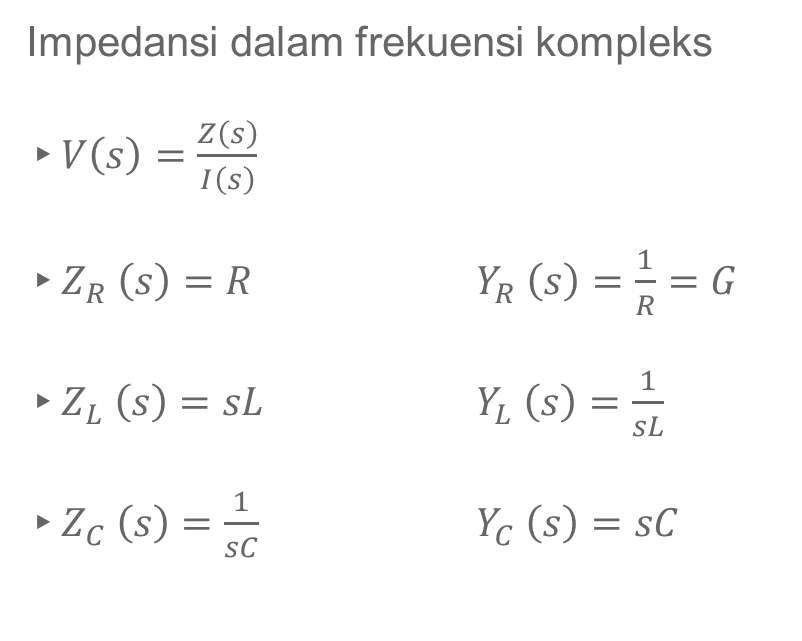 Impedansi dalam frekuensi kompleks
▸ V(s) = Z(s)/I(s)
▸ Z_R (s) = R Y_R (s) = 1/R = G
▸ Z_L (s) = sL Y_L (s) = 1/sL
▸ Z_C (s) = 1/sC Y_C (s) = sC